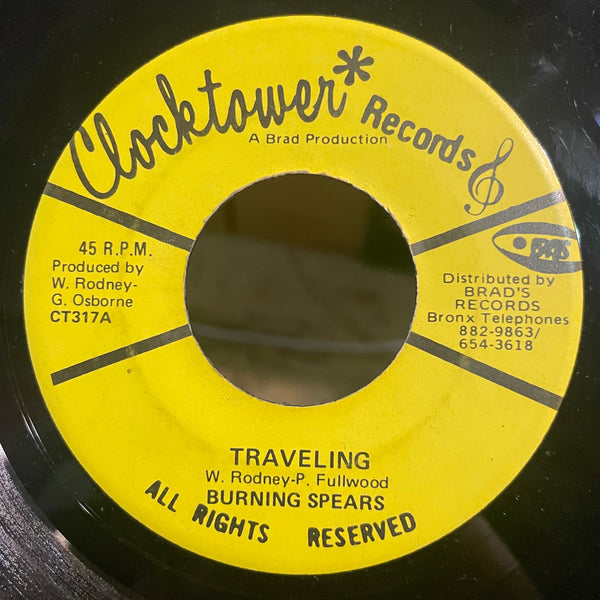 Clocktower* Records
A Brad Production
45 R.P.M.
Produced by
W. Rodney-
G. Osborne
CT317A
Distributed by
BRAD'S
RECORDS
Bronx Telephones
882-9863/
654-3618
TRAVELING
W. Rodney-P. Fullwood
BURNING SPEARS
ALL RIGHTS RESERVED